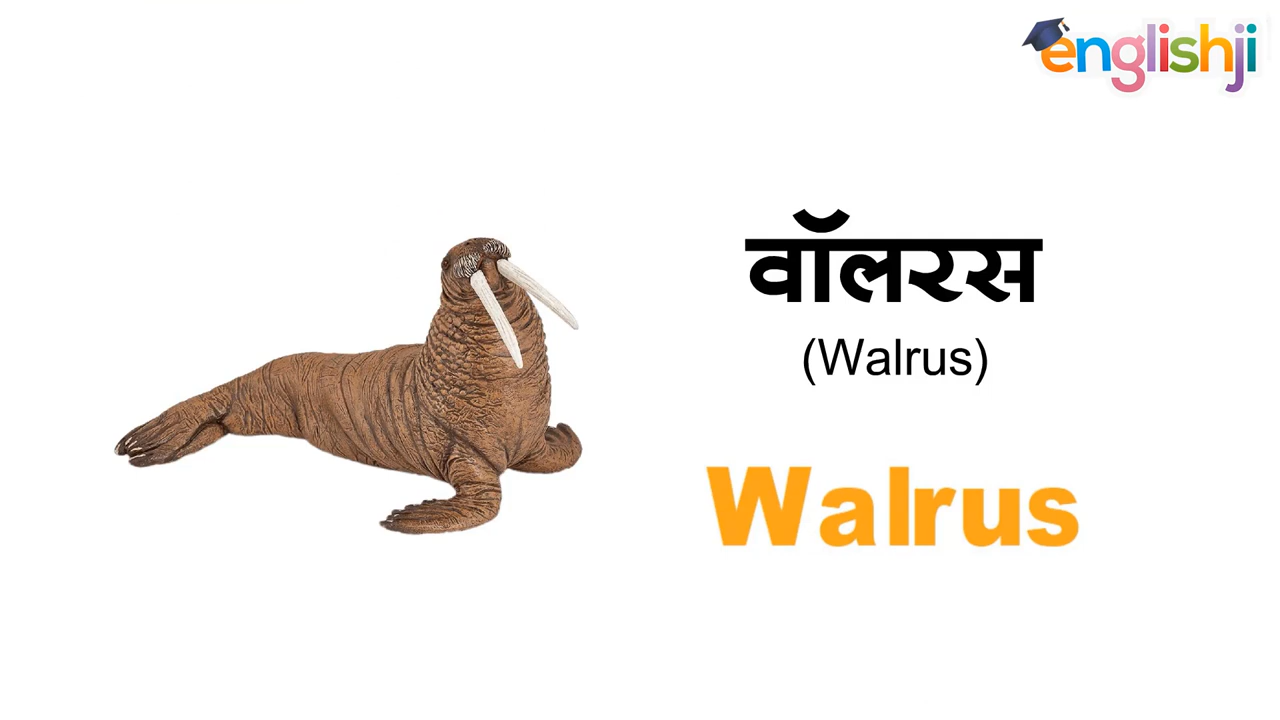 englishji
वॉलरस
(Walrus)
Walrus